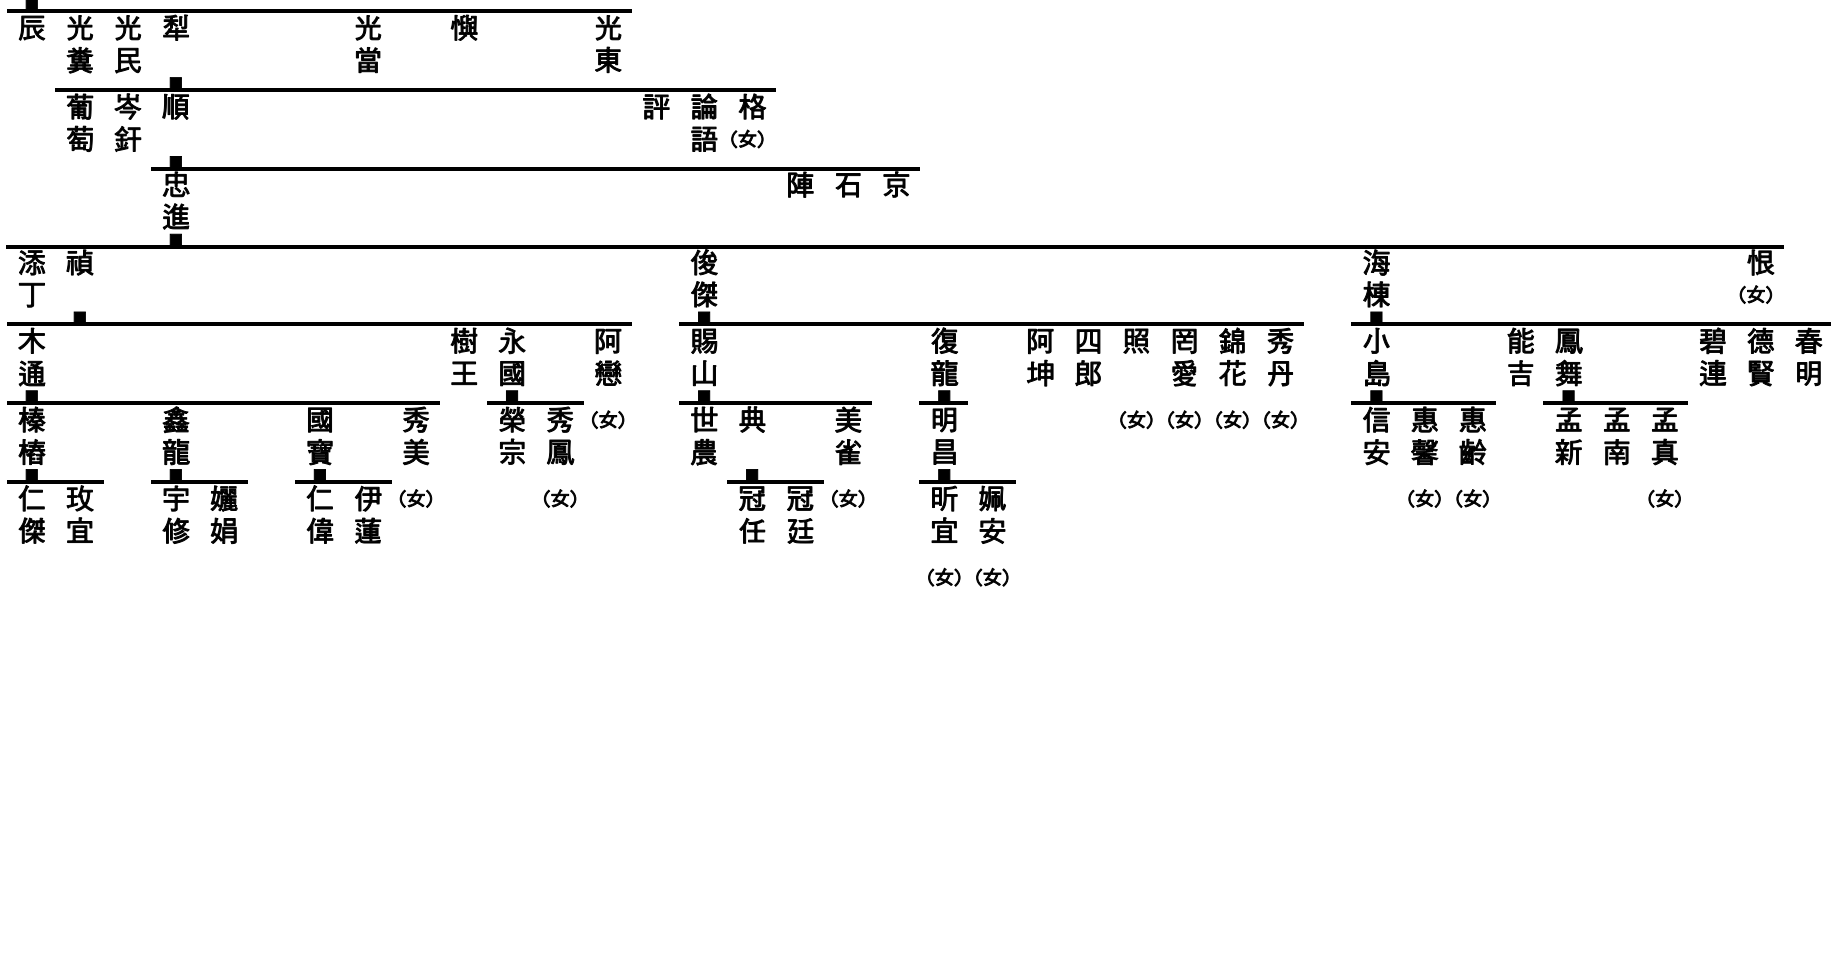 辰 光糞 光民 犁 光當 懙 光東
葡萄 岑釬 順 評 論語 格（女）
忠進 陣 石 京
添丁 禎 俊傑 海棟 恨（女）
木通 樹王 永國 阿戀（女） 賜山 復龍 阿坤 四郎 照（女） 罔愛（女） 錦花（女） 秀丹（女） 小島 能吉 鳳舞 碧連 德賢 春明
榛樁 鑫龍 國寶 秀美（女） 榮宗 秀鳳（女） 世農 典 美雀（女） 明昌 信安 惠馨（女） 惠齡（女） 孟新 孟南 孟真（女）
仁傑 玫宜 宇修 孋娟 仁偉 伊蓮 冠任 冠廷 昕宜（女） 姵安（女）